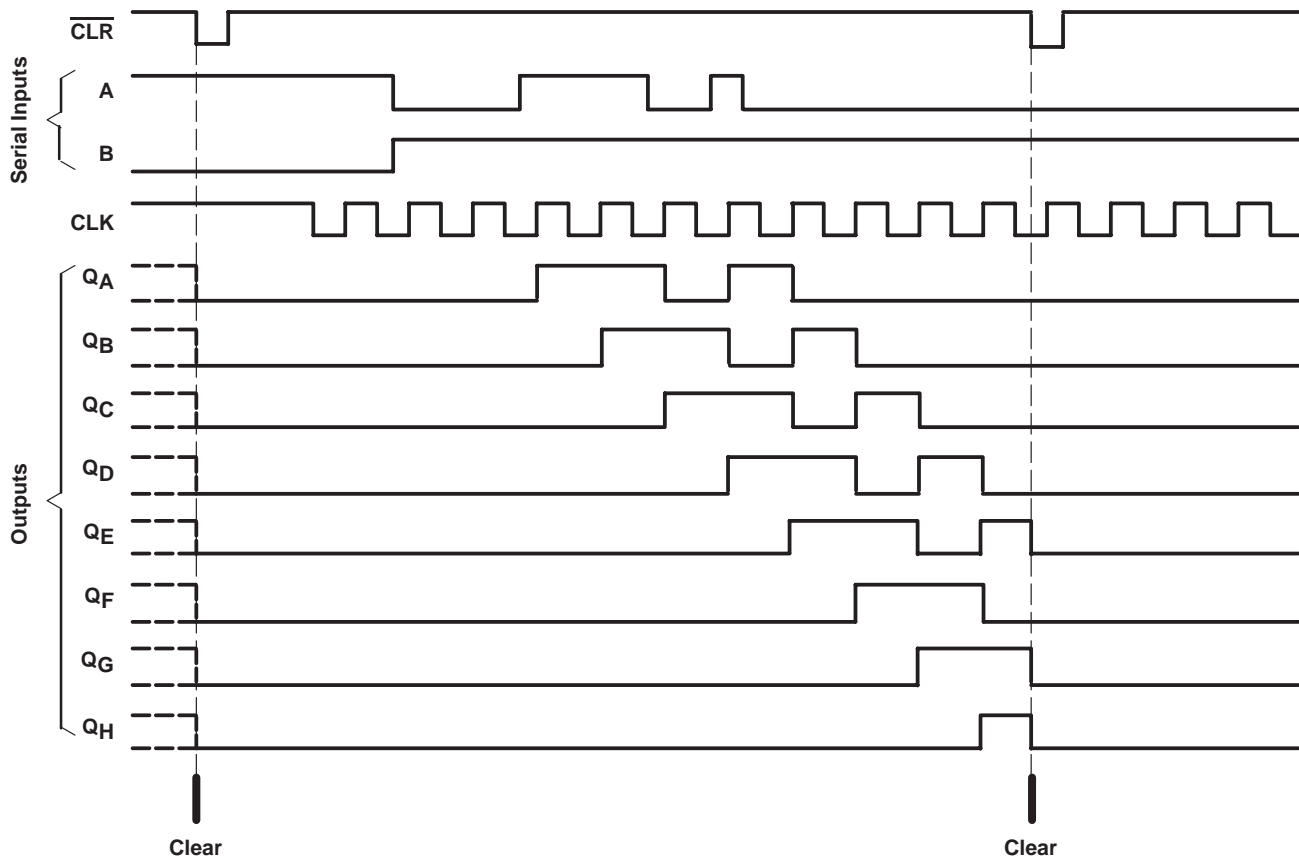 CLR
Serial Inputs
A
B
CLK
Outputs
QA
QB
QC
QD
QE
QF
QG
QH
Clear
Clear